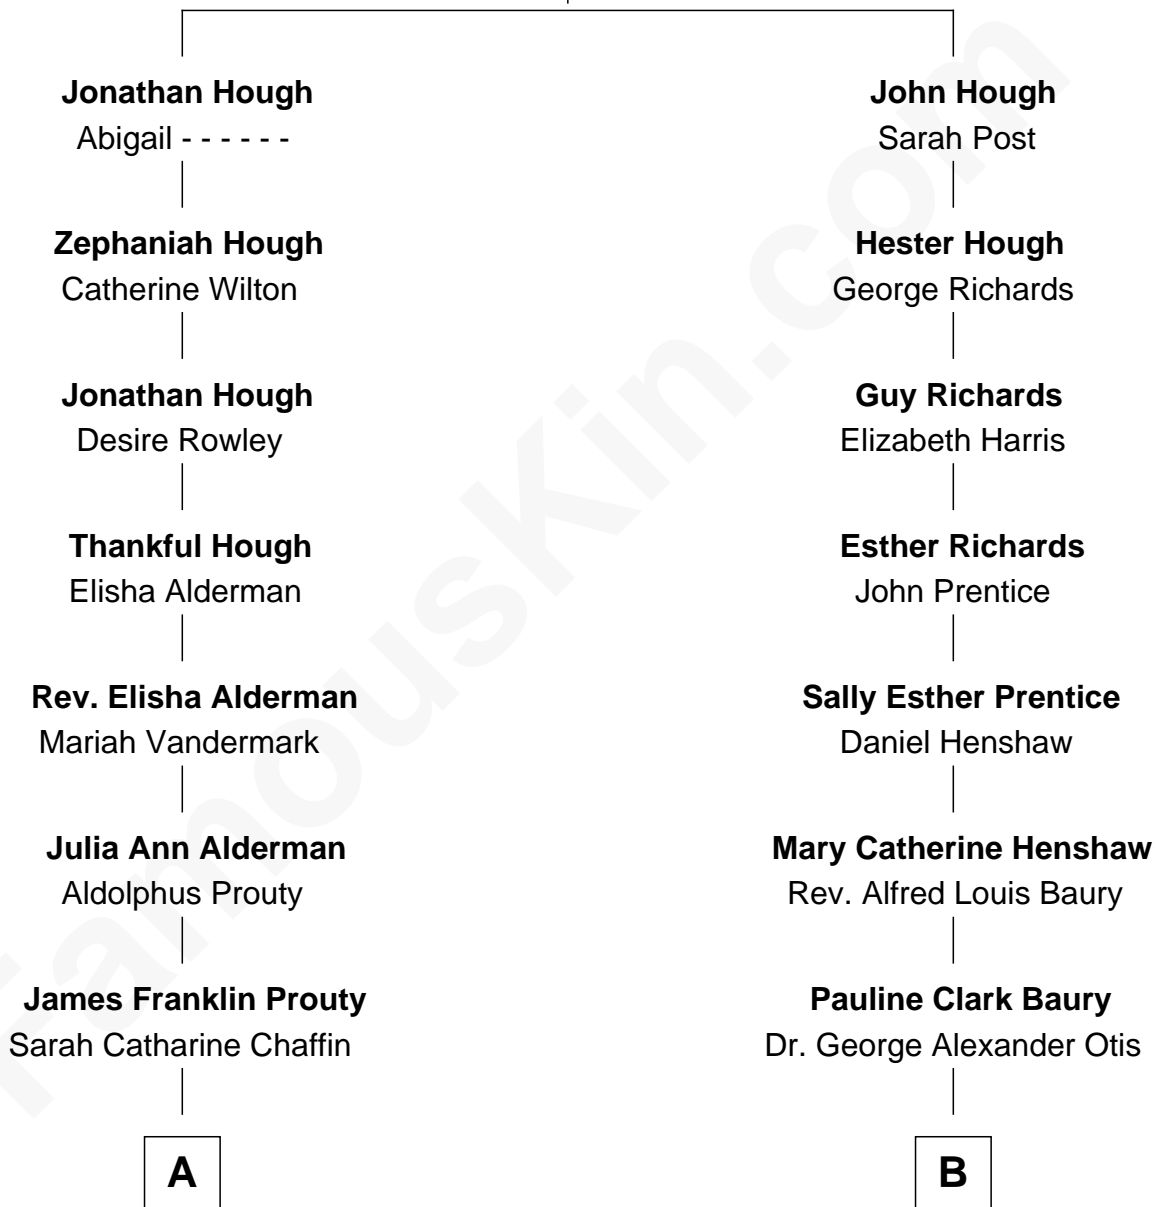 Jonathan Hough
Abigail - - - - - -
Zephaniah Hough
Catherine Wilton
Jonathan Hough
Desire Rowley
Thankful Hough
Elisha Alderman
Rev. Elisha Alderman
Mariah Vandermark
Julia Ann Alderman
Aldolphus Prouty
James Franklin Prouty
Sarah Catharine Chaffin
A
John Hough
Sarah Post
Hester Hough
George Richards
Guy Richards
Elizabeth Harris
Esther Richards
John Prentice
Sally Esther Prentice
Daniel Henshaw
Mary Catherine Henshaw
Rev. Alfred Louis Baury
Pauline Clark Baury
Dr. George Alexander Otis
B
FamousKin.com